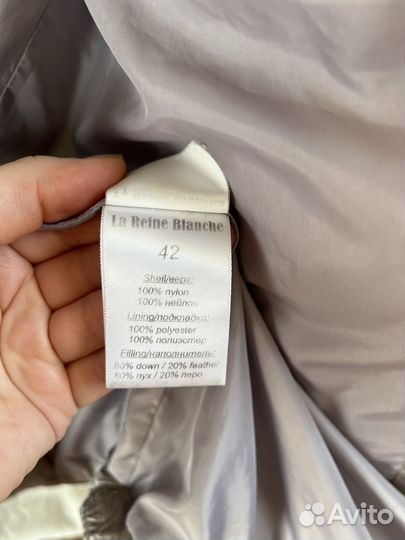 La Reine Blanche
42
Shell/верх:
100% nylon
100% нейлон
Lining/подкладка:
100% polyester
100% полиэстер
Filling/наполнитель:
80% down / 20% feather
80% пух / 20% перо
Avito